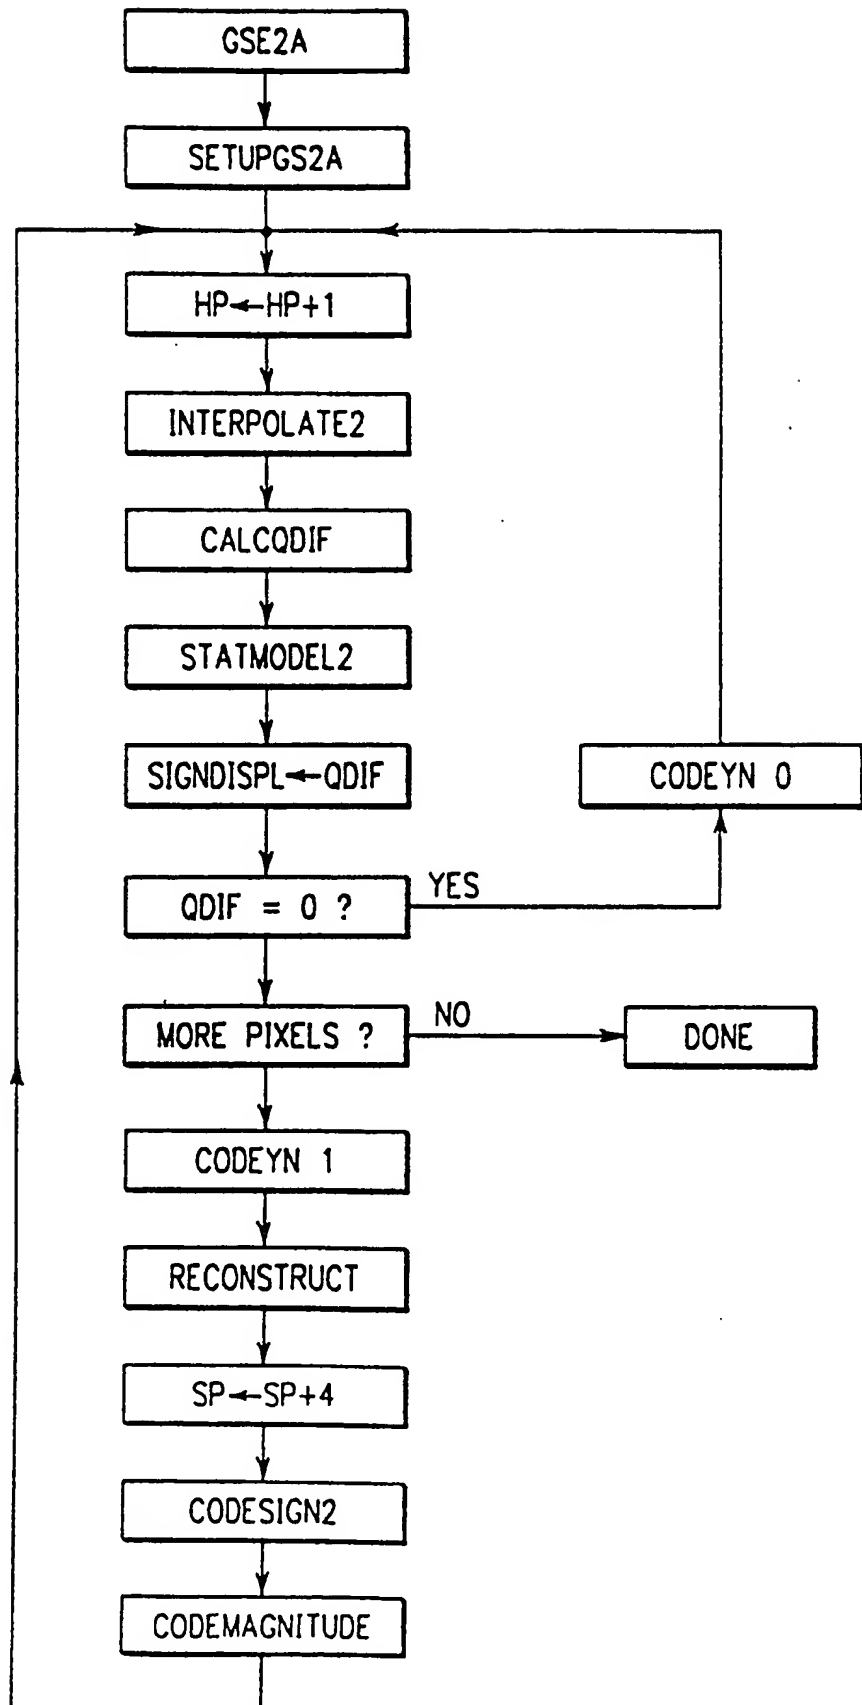 GSE2A
SETUPGS2A
HP←HP+1
INTERPOLATE2
CALCQDIF
STATMODEL2
SIGNDISPL←QDIF
CODEYN 0
QDIF = 0 ?
YES
MORE PIXELS ?
NO
DONE
CODEYN 1
RECONSTRUCT
SP←SP+4
CODESIGN2
CODEMAGNITUDE